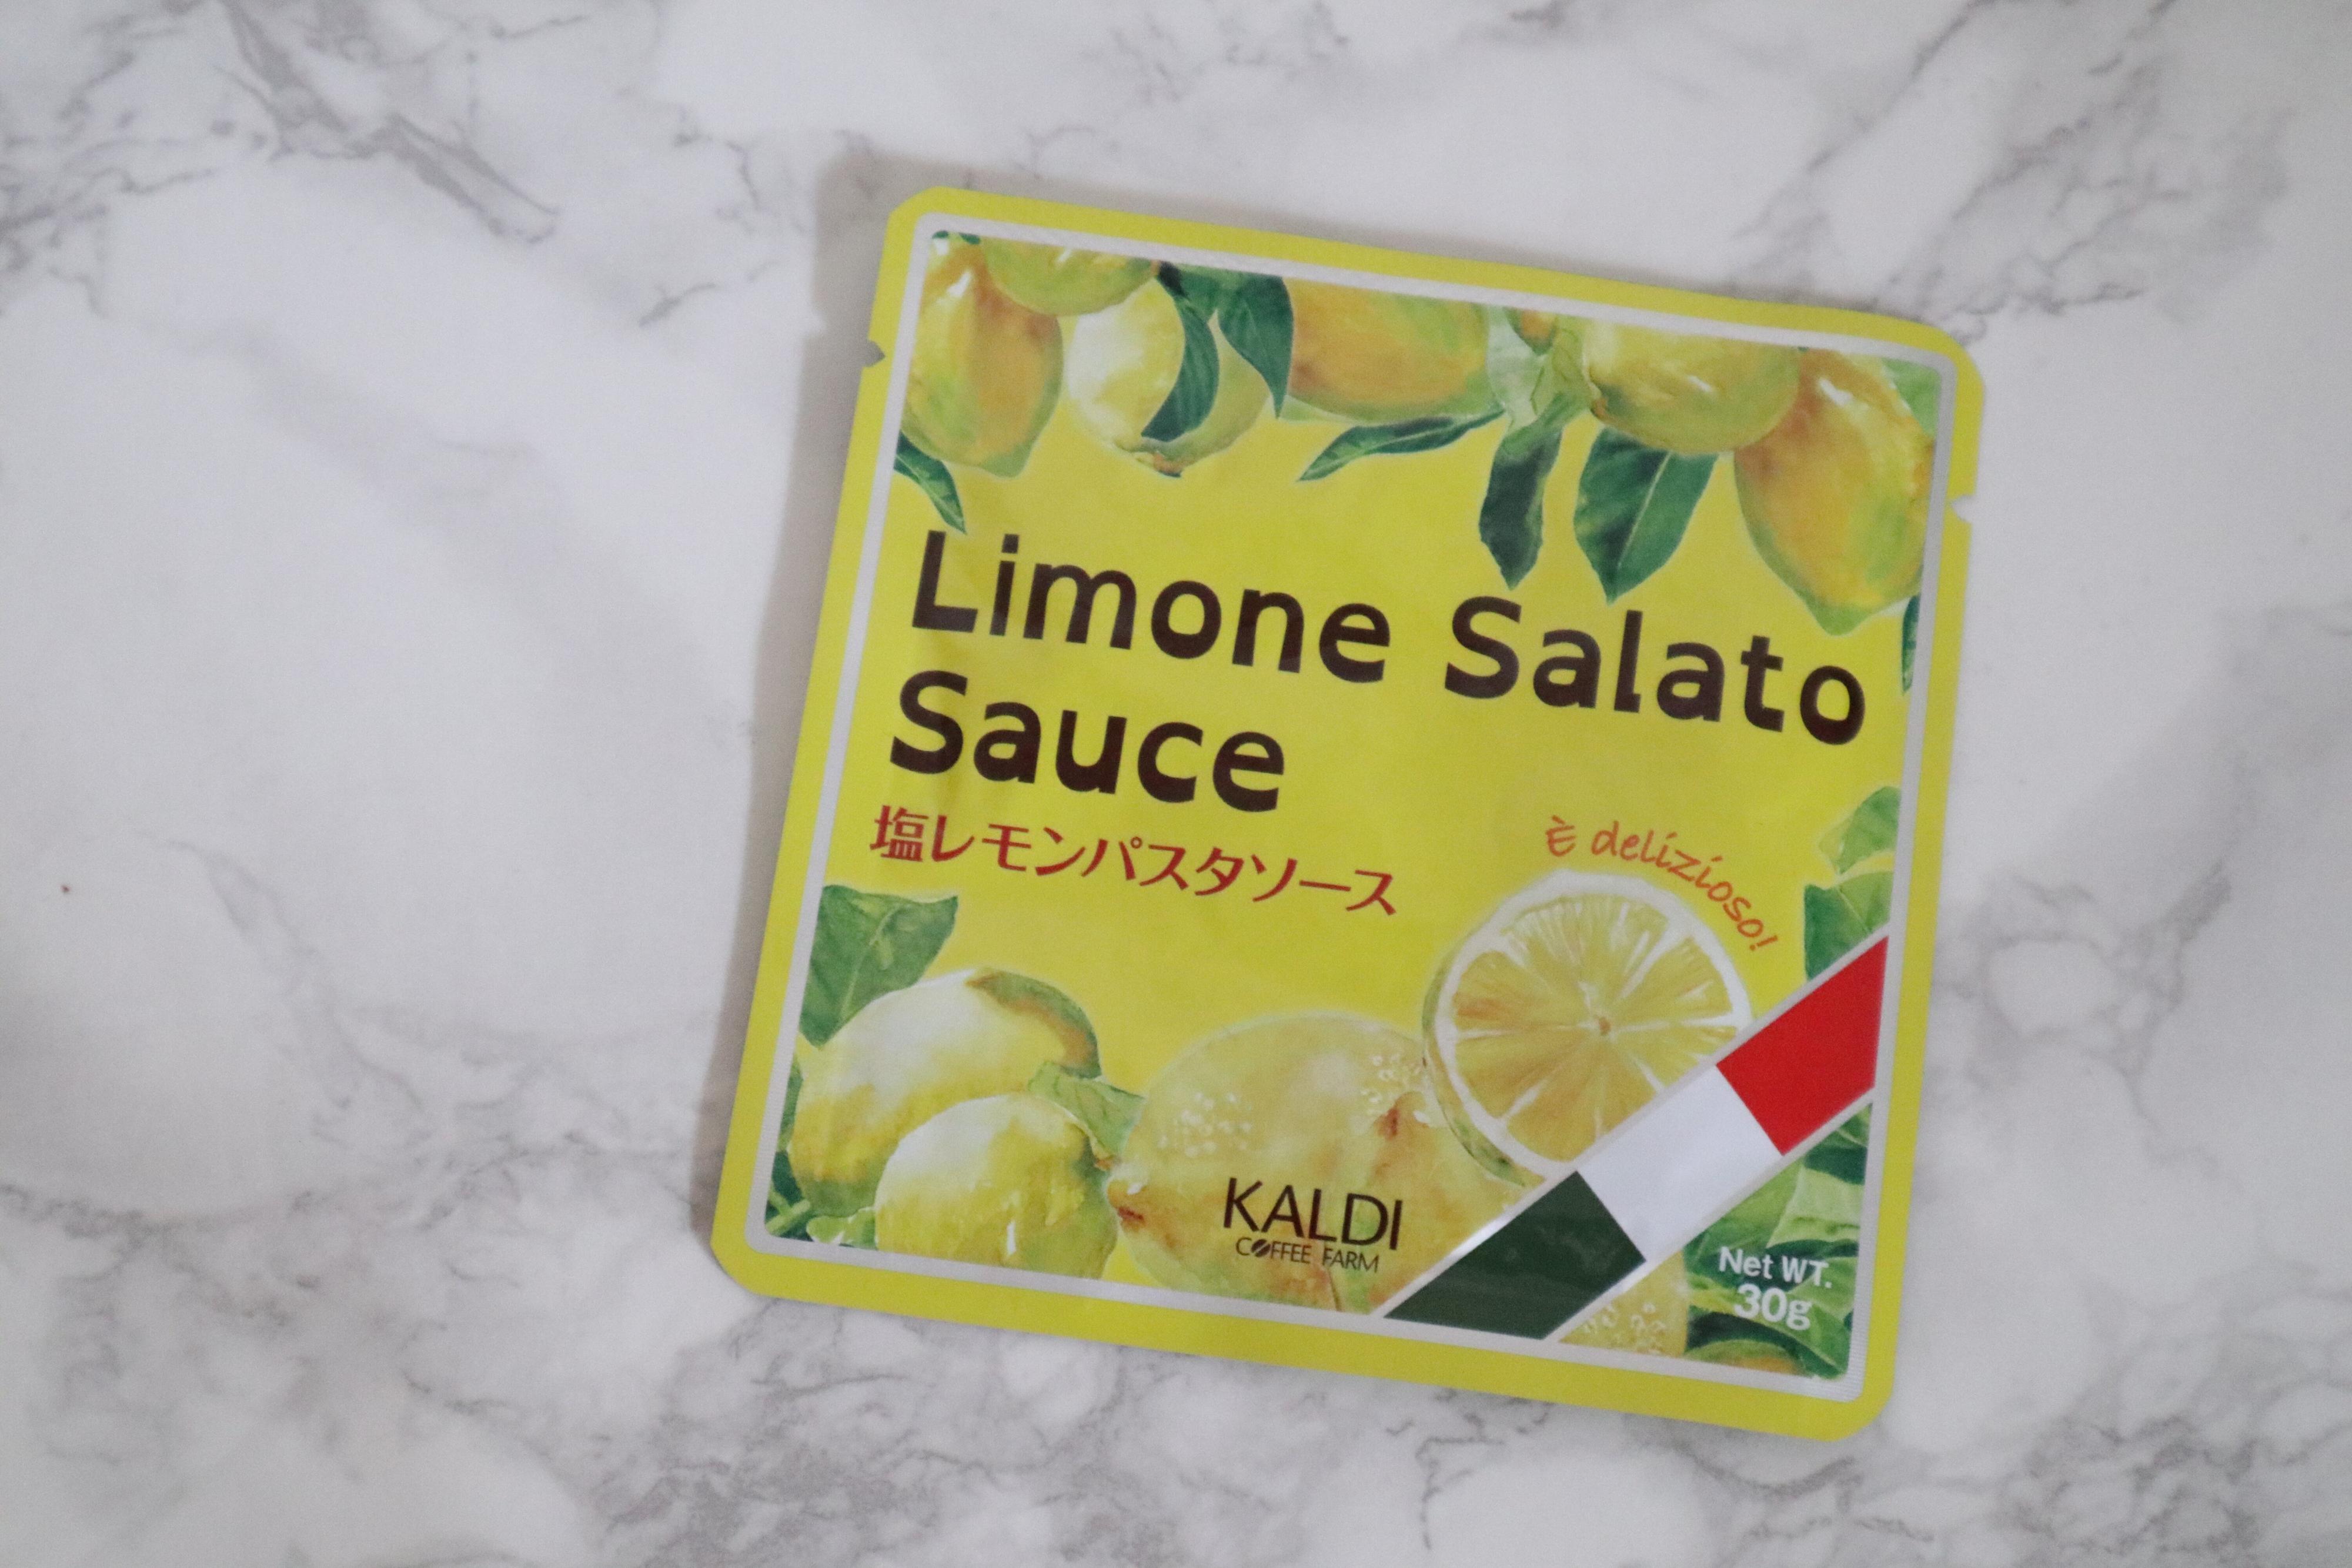 Limone Salato
Sauce
塩レモンパスタソース
È delizioso!
KALDI
COFFEE FARM
Net WT.
30g